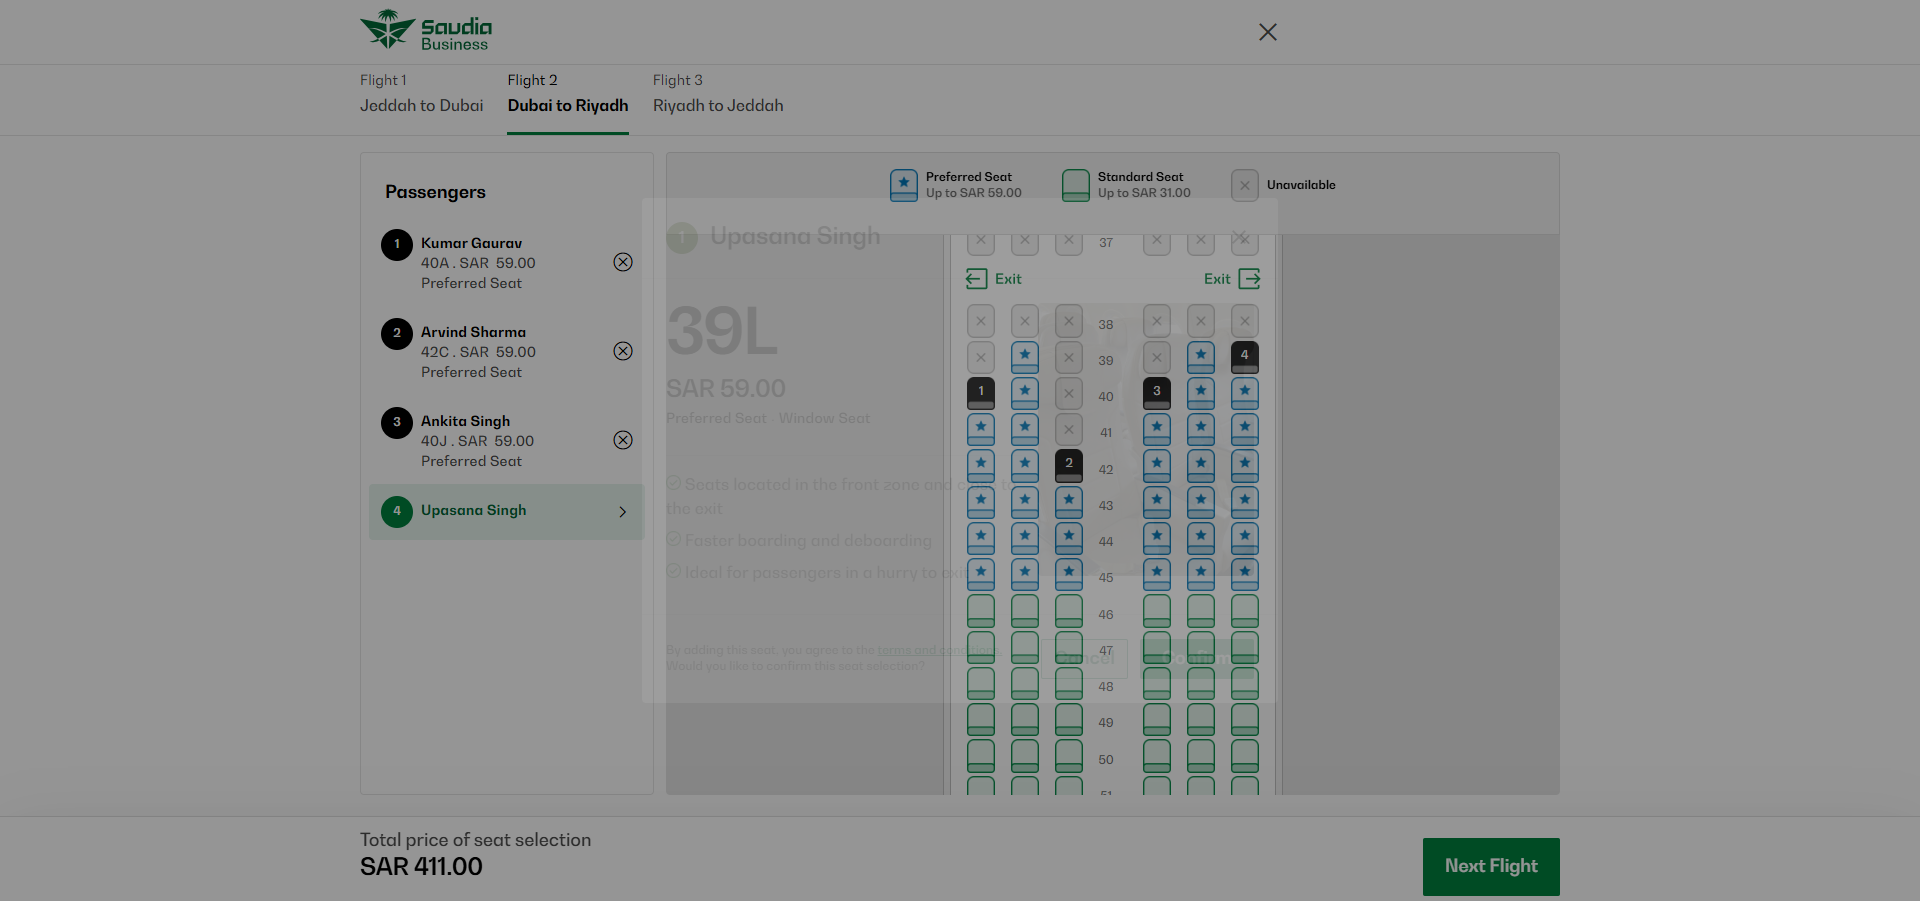 Saudia
Business
Flight 1
Jeddah to Dubai
Flight 2
Dubai to Riyadh
Flight 3
Riyadh to Jeddah
Passengers
1
Kumar Gaurav
40A . SAR 59.00
Preferred Seat
2
Arvind Sharma
42C . SAR 59.00
Preferred Seat
3
Ankita Singh
40J . SAR 59.00
Preferred Seat
4
Upasana Singh
Preferred Seat
Up to SAR 59.00
Standard Seat
Up to SAR 31.00
Unavailable
1
Upasana Singh
39L
SAR 59.00
Preferred Seat - Window Seat
Seats located in the front zone and close to
the exit
Faster boarding and deboarding
Ideal for passengers in a hurry to exit
By adding this seat, you agree to the terms and conditions.
Would you like to confirm this seat selection?
Cancel
Confirm
37
Exit
Exit
38
39
4
1
3
40
41
2
42
43
44
45
46
47
48
49
50
51
Total price of seat selection
SAR 411.00
Next Flight